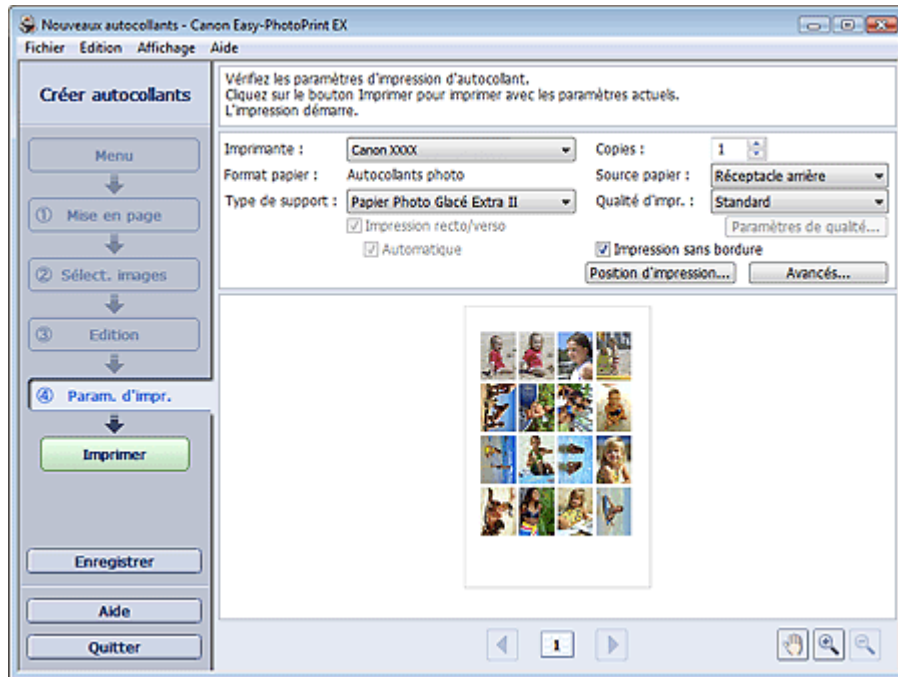 Nouveaux autocollants - Canon Easy-PhotoPrint EX
Fichier Edition Affichage Aide
Créer autocollants
Menu
① Mise en page
② Sélect. images
③ Edition
④ Param. d'impr.
Imprimer
Enregistrer
Aide
Quitter
Vérifiez les paramètres d'impression d'autocollant.
Cliquez sur le bouton Imprimer pour imprimer avec les paramètres actuels.
L'impression démarre.
Imprimante : Canon XXXX
Copies : 1
Format papier : Autocollants photo
Source papier : Réceptacle arrière
Type de support : Papier Photo Glacé Extra II
Qualité d'impr. : Standard
Impression recto/verso
Paramètres de qualté...
Automatique
Impression sans bordure
Position d'impression... Avancés...
1